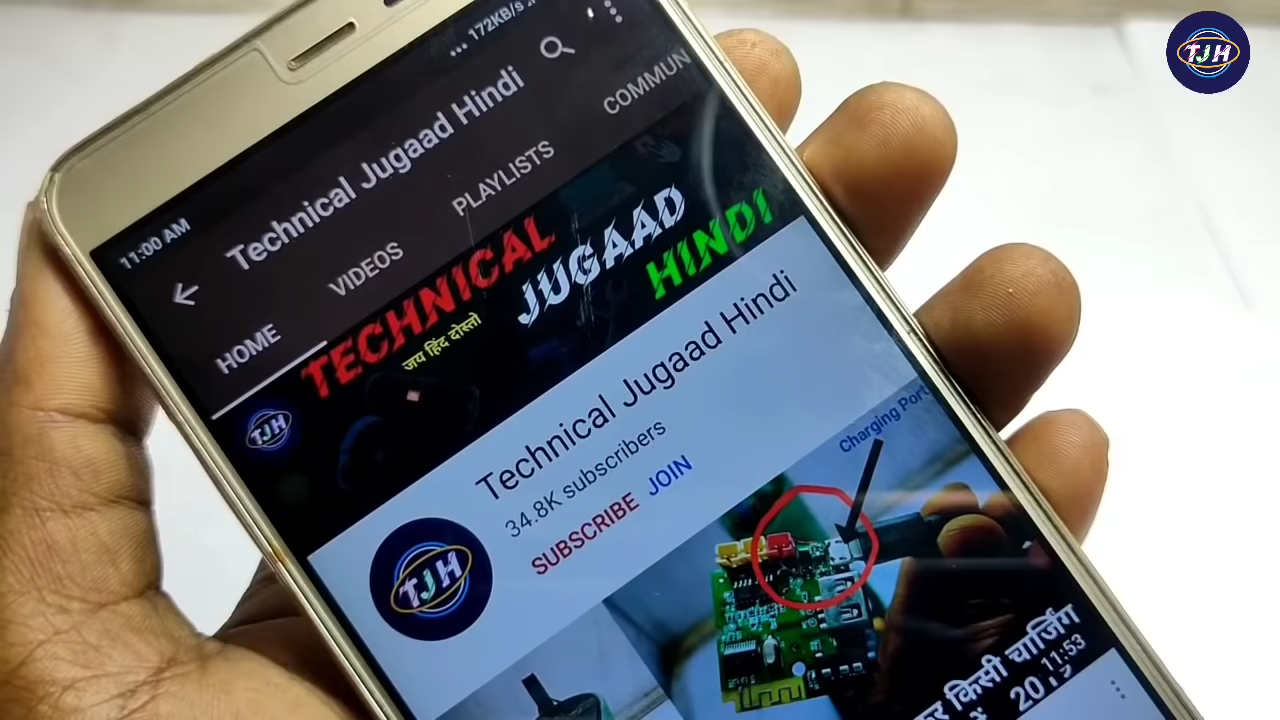 TJH
11:00 AM
172KB/s
Technical Jugaad Hindi
HOME
VIDEOS
PLAYLISTS
COMMUN
TECHNICAL
JUGAAD
HINDI
जय हिंद दोस्तो
TJH
Technical Jugaad Hindi
34.8K subscribers
SUBSCRIBE
JOIN
TJH
Charging Port
किसी चार्जिंग
11:53